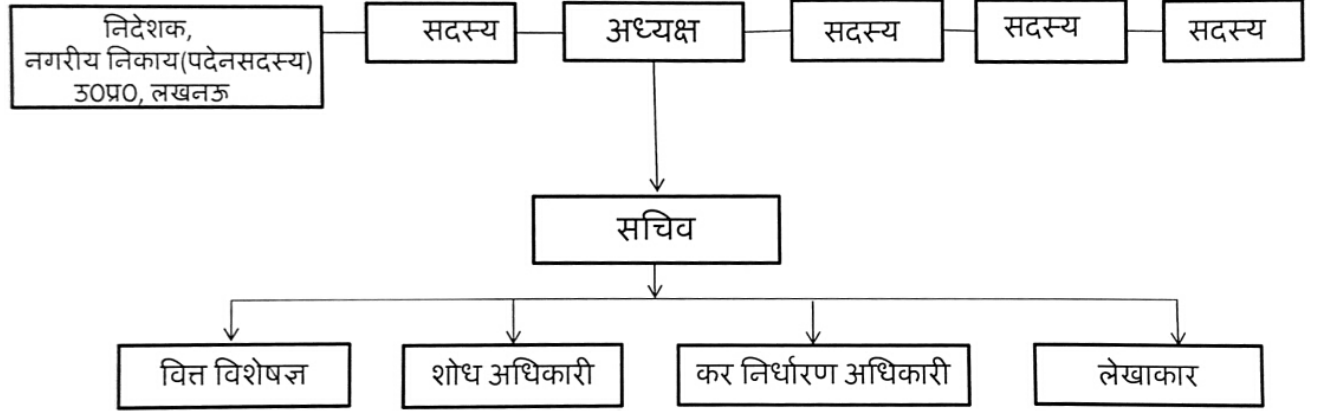 निदेशक,
नगरीय निकाय(पदेनसदस्य)
उ0प्र0, लखनऊ
सदस्य
अध्यक्ष
सदस्य
सदस्य
सदस्य
सचिव
वित्त विशेषज्ञ
शोध अधिकारी
कर निर्धारण अधिकारी
लेखाकार